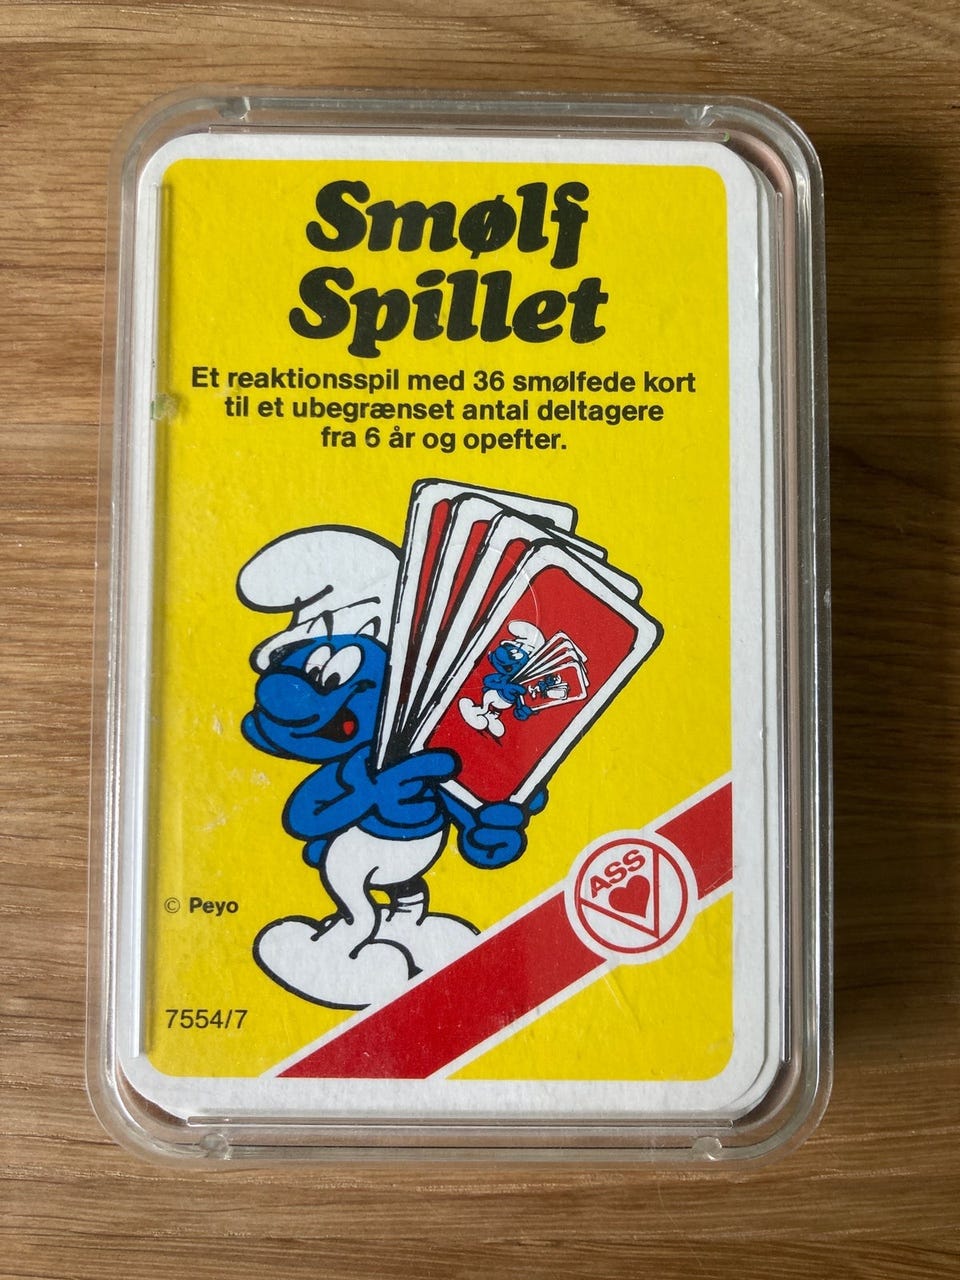 Smølf
Spillet
Et reaktionsspil med 36 smølfede kort
til et ubegrænset antal deltagere
fra 6 år og opefter.
ASS
© Peyo
7554/7